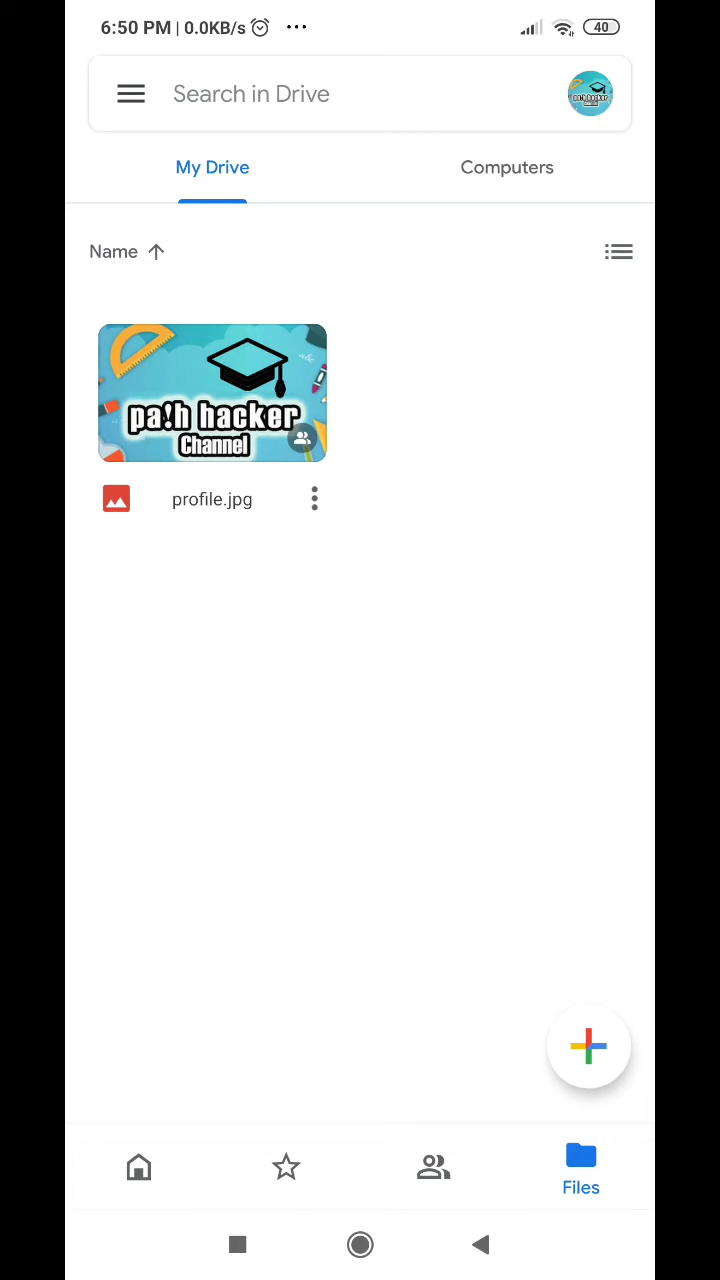 6:50 PM | 0.0KB/s ...
40
Search in Drive
My Drive
Computers
Name
abc
pa!h hacker
Channel
profile.jpg
Files